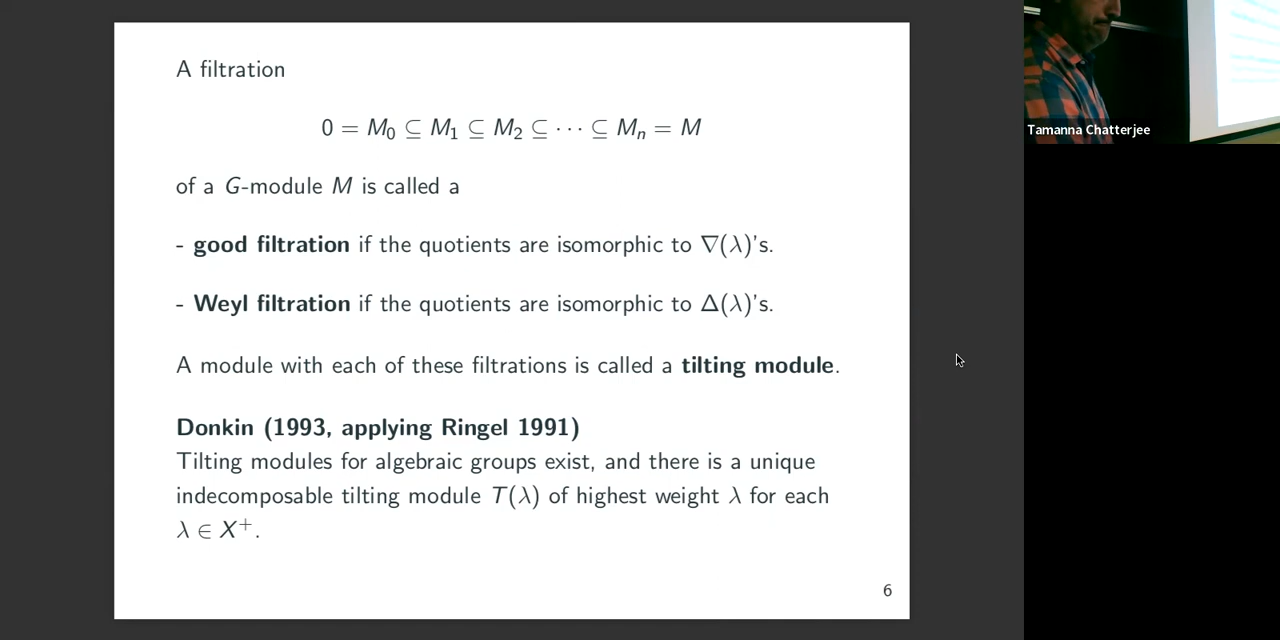 A filtration
0 = M₀ ⊆ M₁ ⊆ M₂ ⊆ ⋯ ⊆ Mₙ = M
of a G-module M is called a
- good filtration if the quotients are isomorphic to ∇(λ)'s.
- Weyl filtration if the quotients are isomorphic to Δ(λ)'s.
A module with each of these filtrations is called a tilting module.
Donkin (1993, applying Ringel 1991)
Tilting modules for algebraic groups exist, and there is a unique
indecomposable tilting module T(λ) of highest weight λ for each
λ ∈ X⁺.
6
Tamanna Chatterjee